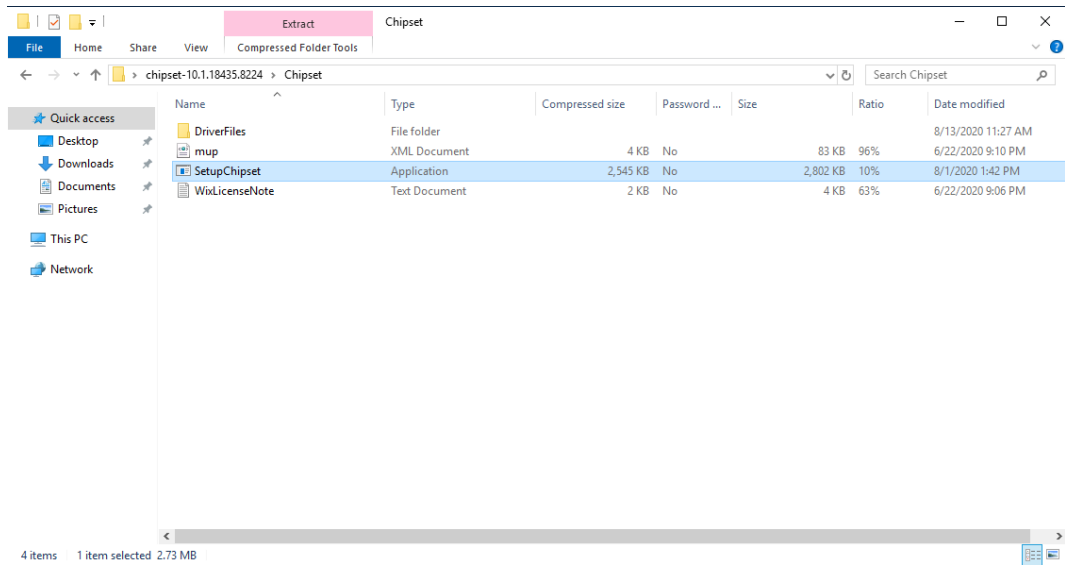 Extract Chipset
File Home Share View Compressed Folder Tools
chipset-10.1.18435.8224 > Chipset Search Chipset
Name Type Compressed size Password ... Size Ratio Date modified
Quick access
Desktop
Downloads
Documents
Pictures
This PC
Network
DriverFiles File folder 8/13/2020 11:27 AM
mup XML Document 4 KB No 83 KB 96% 6/22/2020 9:10 PM
SetupChipset Application 2,545 KB No 2,802 KB 10% 8/1/2020 1:42 PM
WixLicenseNote Text Document 2 KB No 4 KB 63% 6/22/2020 9:06 PM
4 items 1 item selected 2.73 MB